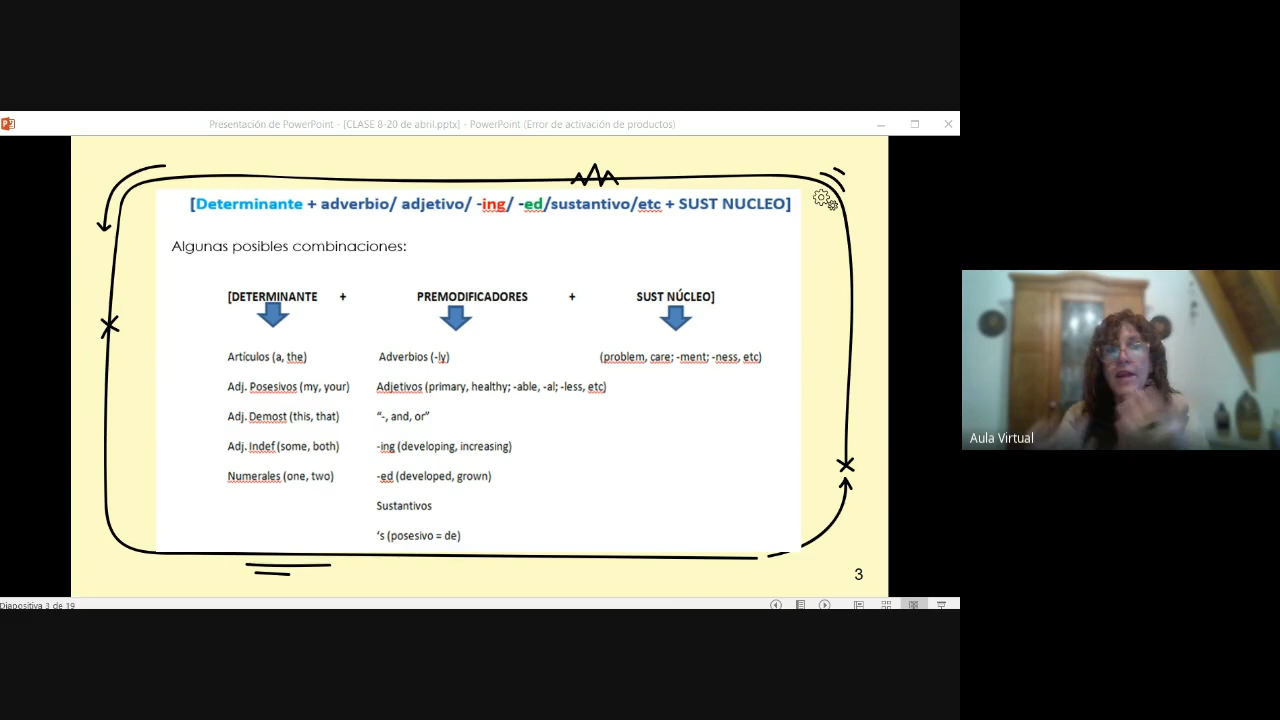 Presentación de PowerPoint - [CLASE 8-20 de abril.pptx] - PowerPoint (Error de activación de productos)
[Determinante + adverbio/ adjetivo/ -ing/ -ed/sustantivo/etc + SUST NUCLEO]
Algunas posibles combinaciones:
[DETERMINANTE + PREMODIFICADORES + SUST NÚCLEO]
Artículos (a, the) Adverbios (-ly) (problem, care; -ment; -ness, etc)
Adj. Posesivos (my, your) Adjetivos (primary, healthy; -able, -al; -less, etc)
Adj. Demost (this, that) “-, and, or”
Adj. Indef (some, both) -ing (developing, increasing)
Numerales (one, two) -ed (developed, grown)
Sustantivos
‘s (posesivo = de)
3
Diapositiva 3 de 19
Aula Virtual